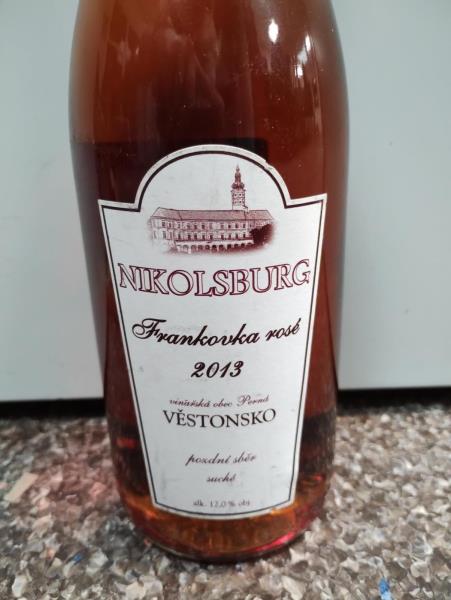 NIKOLSBURG
Frankovka rosé
2013
vinařská obec Perná
VĚSTONSKO
pozdní sběr
suché
alk. 12,0 % obj